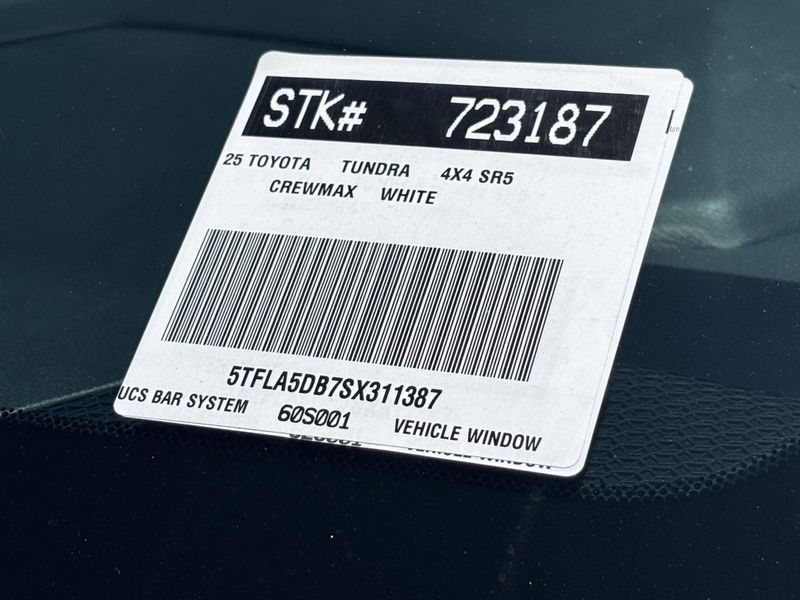 STK# 723187
25 TOYOTA TUNDRA 4X4 SR5
CREWMAX WHITE
5TFLA5DB7SX311387
UCS BAR SYSTEM 60S001 VEHICLE WINDOW